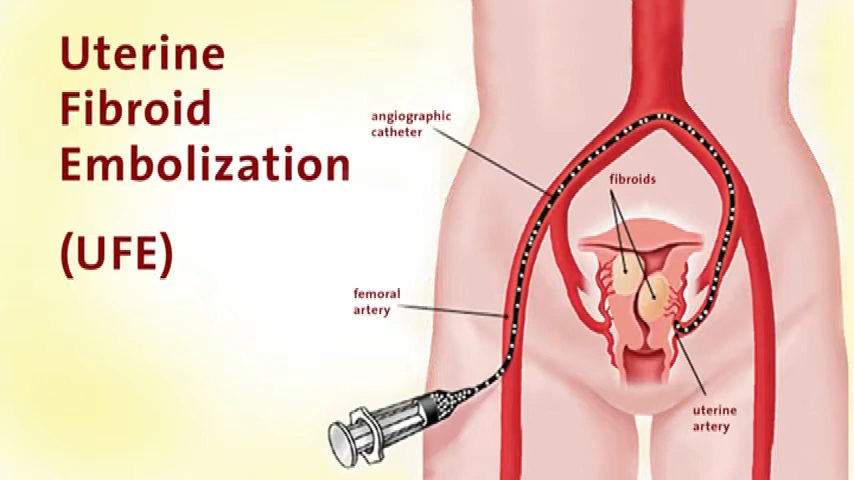 Uterine
Fibroid
Embolization
(UFE)
angiographic
catheter
fibroids
femoral
artery
uterine
artery